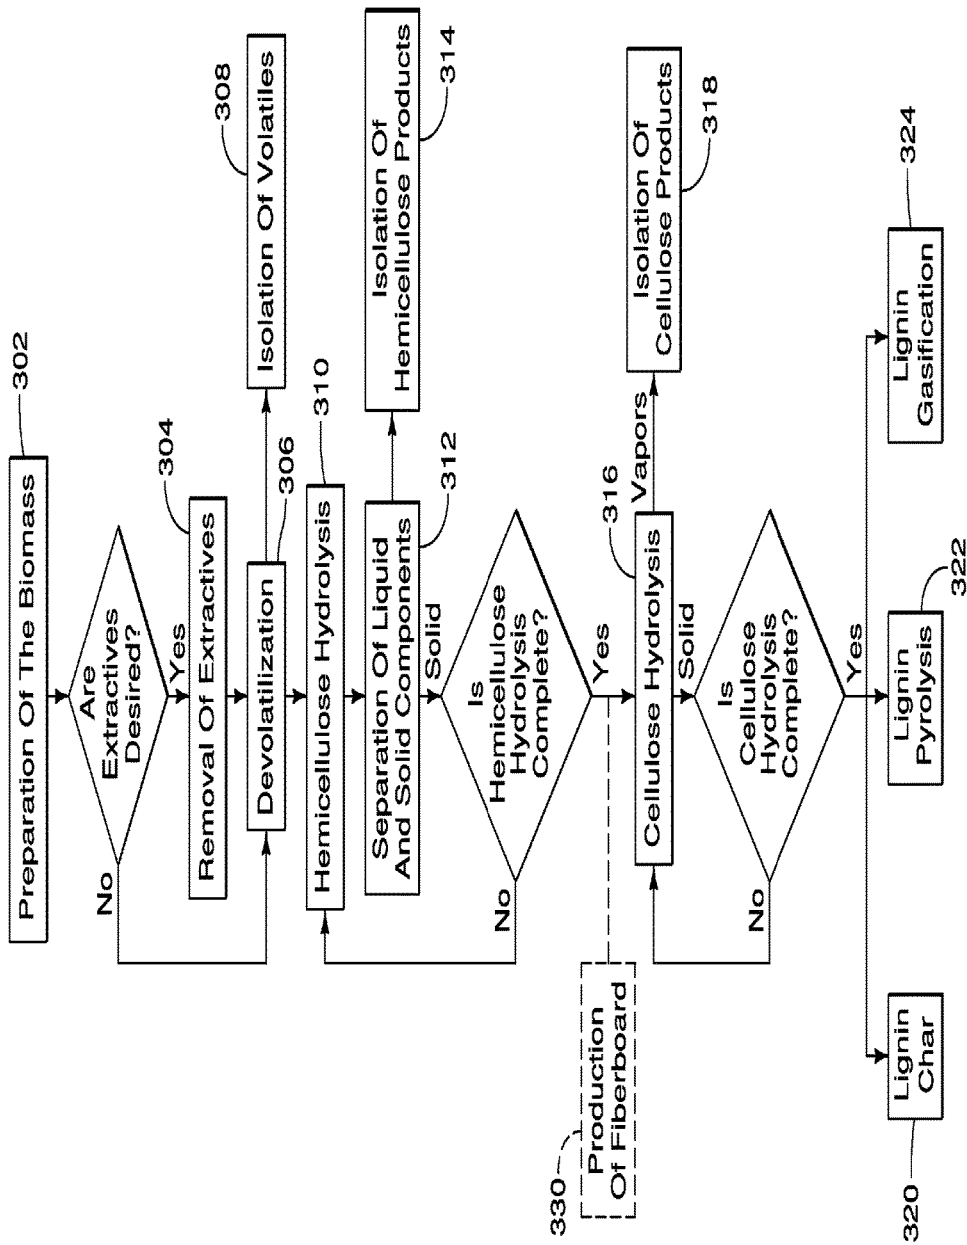 302
Preparation Of The Biomass
Are
Extractives
Desired?
No
Yes
304
Removal Of Extractives
308
Isolation Of Volatiles
306
Devolatilization
310
Hemicellulose Hydrolysis
314
Isolation Of
Hemicellulose Products
312
Separation Of Liquid
And Solid Components
Solid
Is
Hemicellulose
Hydrolysis
Complete?
No
Yes
330
Production
Of Fiberboard
316
Cellulose Hydrolysis
Vapors
318
Isolation Of
Cellulose Products
Solid
Is
Cellulose
Hydrolysis
Complete?
No
Yes
320
Lignin
Char
322
Lignin
Pyrolysis
324
Lignin
Gasification